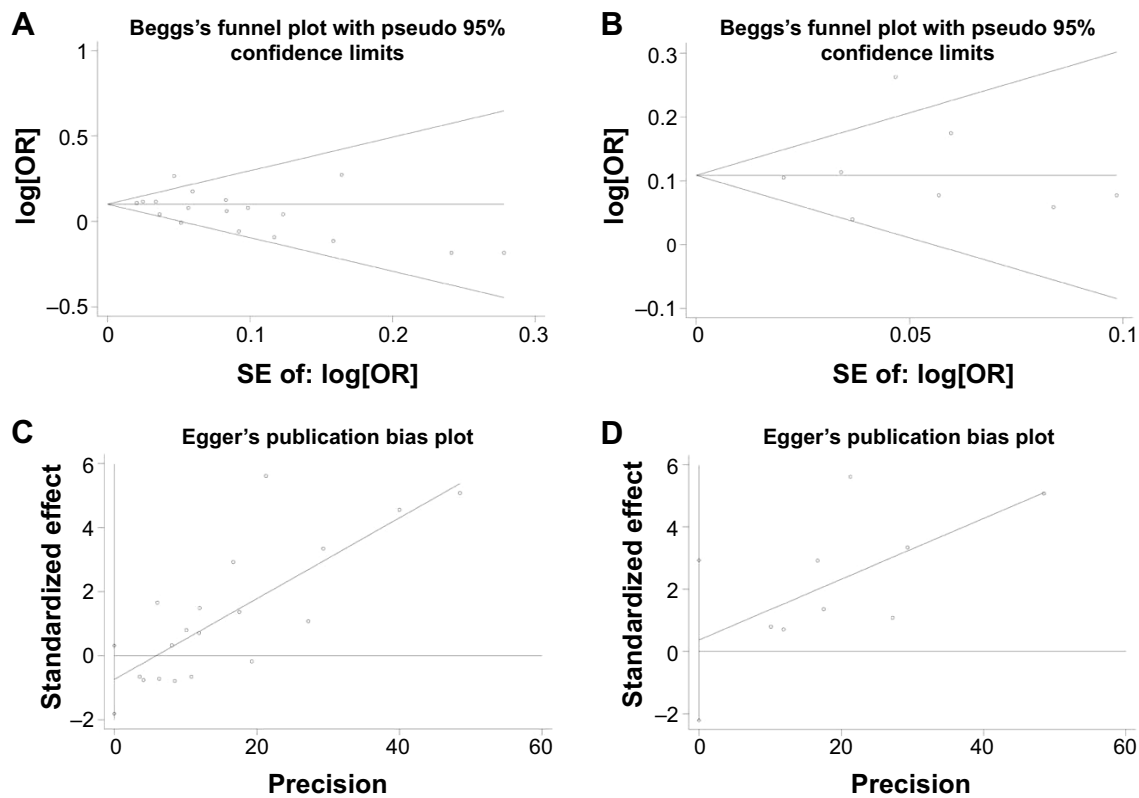 A
Beggs's funnel plot with pseudo 95%
confidence limits
log[OR]
1
0.5
0
–0.5
0
0.1
0.2
0.3
SE of: log[OR]
B
Beggs's funnel plot with pseudo 95%
confidence limits
log[OR]
0.3
0.2
0.1
0
–0.1
0
0.05
0.1
SE of: log[OR]
C
Egger's publication bias plot
Standardized effect
6
4
2
0
–2
0
20
40
60
Precision
D
Egger's publication bias plot
Standardized effect
6
4
2
0
–2
0
20
40
60
Precision